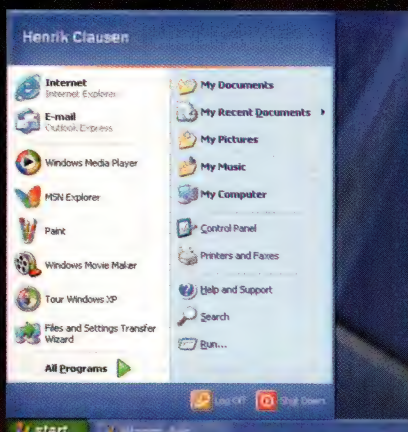 Henrik Clausen
Internet
Internet Explorer
E-mail
Outlook Express
Windows Media Player
MSN Explorer
Paint
Windows Movie Maker
Tour Windows XP
Files and Settings Transfer
Wizard
All Programs
My Documents
My Recent Documents
My Pictures
My Music
My Computer
Control Panel
Printers and Faxes
Help and Support
Search
Run...
Log Off
Shut Down
start